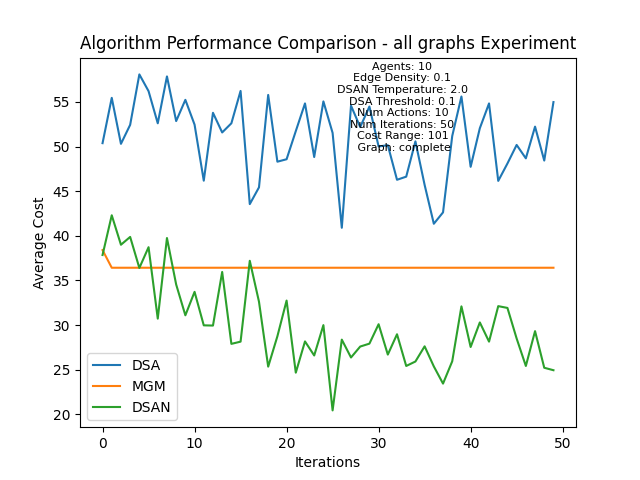 Algorithm Performance Comparison - all graphs Experiment
Agents: 10
Edge Density: 0.1
DSAN Temperature: 2.0
DSA Threshold: 0.1
Num Actions: 10
Num Iterations: 50
Cost Range: 101
Graph: complete
55
50
45
40
35
30
25
20
Average Cost
DSA
MGM
DSAN
0
10
20
30
40
50
Iterations